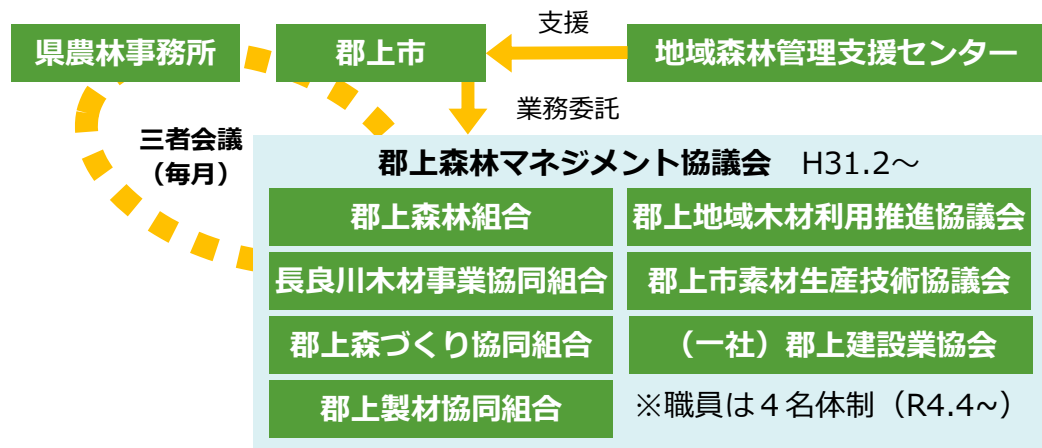 支援
県農林事務所
郡上市
地域森林管理支援センター
業務委託
三者会議
（毎月）
郡上森林マネジメント協議会 H31.2～
郡上森林組合
郡上地域木材利用推進協議会
長良川木材事業協同組合
郡上市素材生産技術協議会
郡上森づくり協同組合
（一社）郡上建設業協会
郡上製材協同組合
※職員は４名体制（R4.4~）